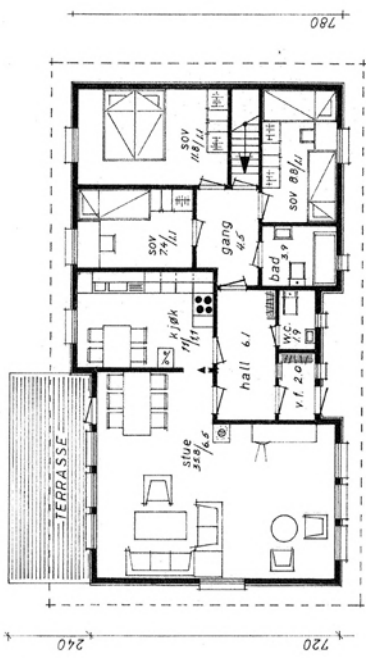 780
sov
11.8/1.1
sov 8.8/1.1
sov
7.4/1.1
gang
4.5
bad
3.9
kjøk
11/1.1
hall 6.1
w.c.
1.9
v.f. 2.0
stue
35.8/6.5
TERRASSE
240
720